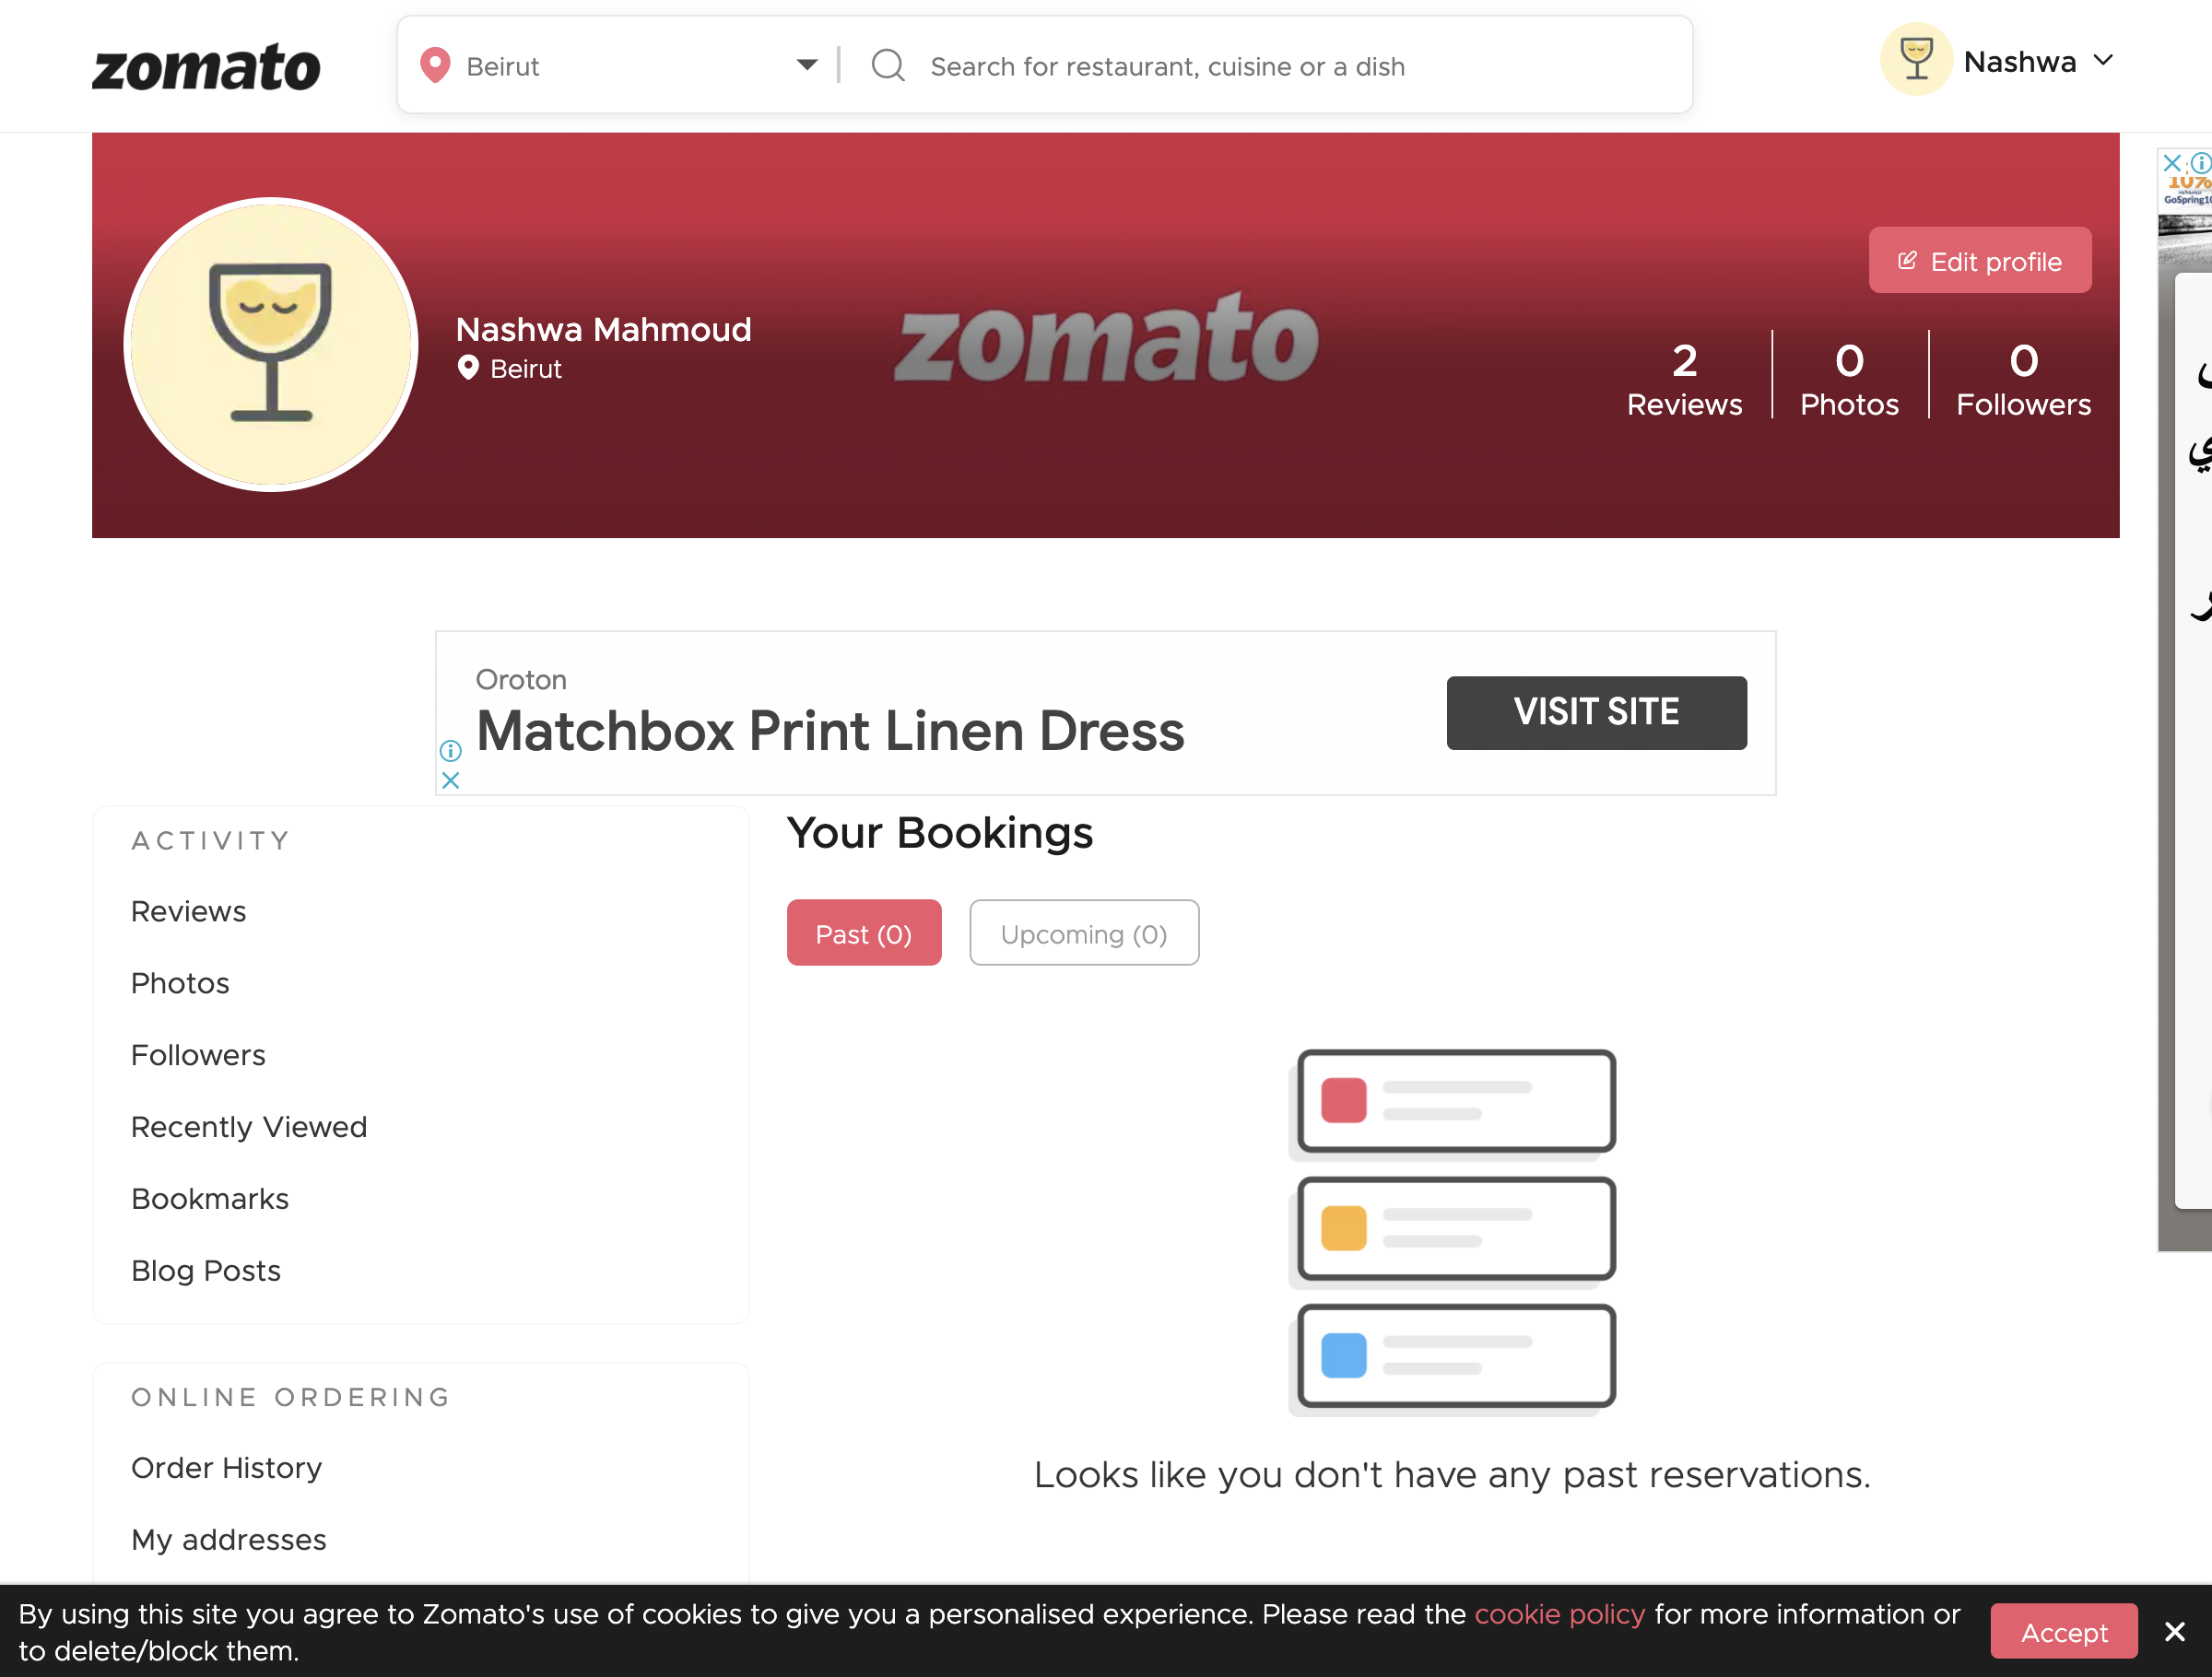 zomato
Beirut
Search for restaurant, cuisine or a dish
Nashwa
10%
Edit profile
zomato
Nashwa Mahmoud
Beirut
2
Reviews
0
Photos
0
Followers
Oroton
Matchbox Print Linen Dress
VISIT SITE
ACTIVITY
Reviews
Photos
Followers
Recently Viewed
Bookmarks
Blog Posts
ONLINE ORDERING
Order History
My addresses
Your Bookings
Past (0)
Upcoming (0)
Looks like you don't have any past reservations.
By using this site you agree to Zomato's use of cookies to give you a personalised experience. Please read the cookie policy for more information or
to delete/block them.
Accept